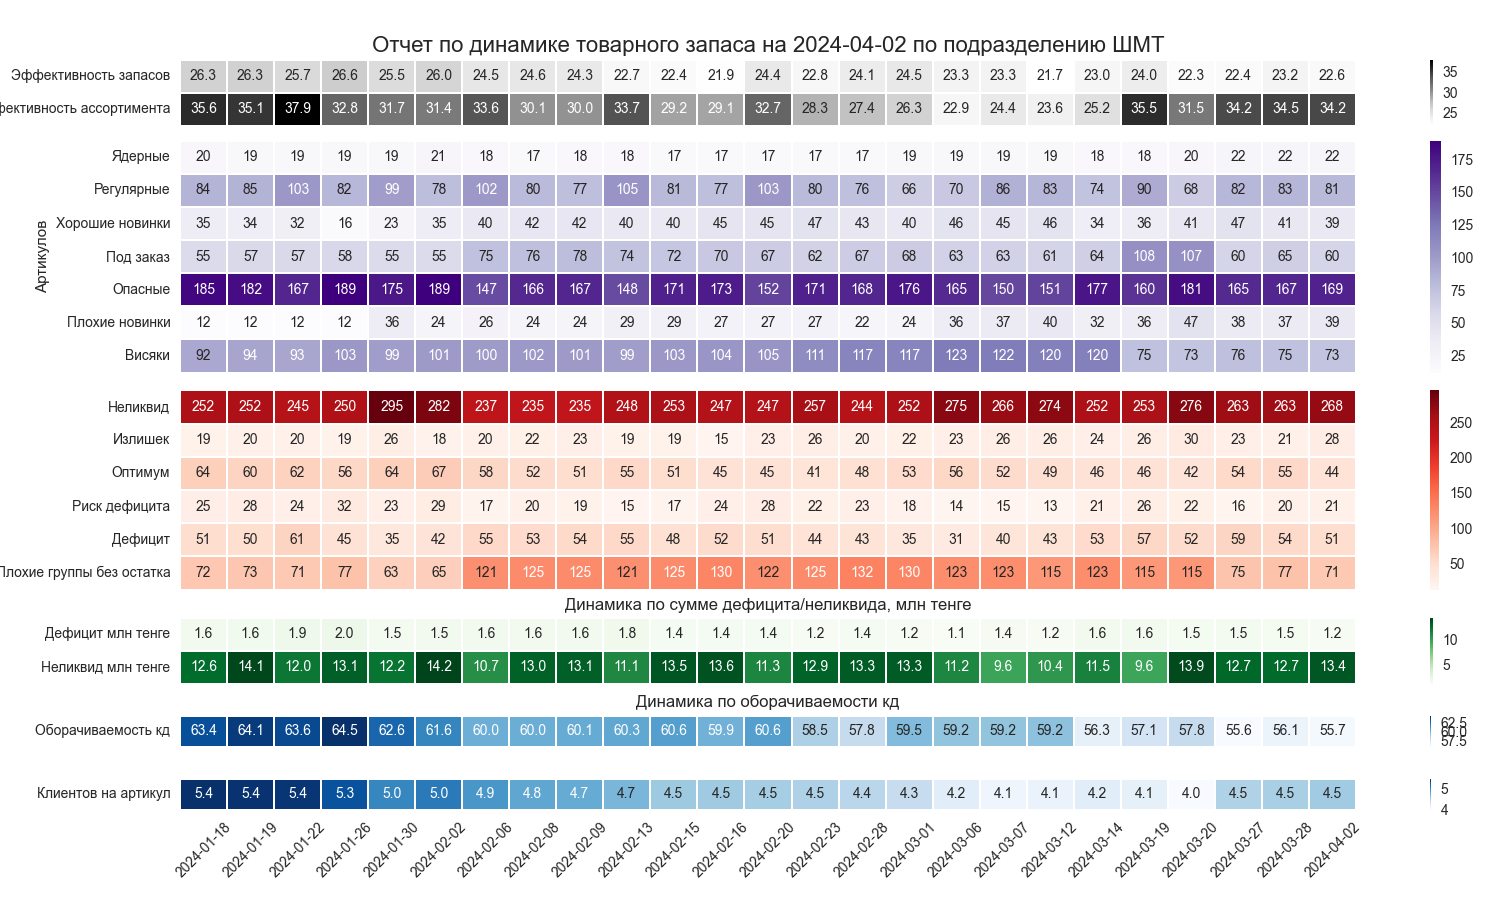 Отчет по динамике товарного запаса на 2024-04-02 по подразделению ШМТ
Эффективность запасов 26.3 26.3 25.7 26.6 25.5 26.0 24.5 24.6 24.3 22.7 22.4 21.9 24.4 22.8 24.1 24.5 23.3 23.3 21.7 23.0 24.0 22.3 22.4 23.2 22.6
фективность ассортимента 35.6 35.1 37.9 32.8 31.7 31.4 33.6 30.1 30.0 33.7 29.2 29.1 32.7 28.3 27.4 26.3 22.9 24.4 23.6 25.2 35.5 31.5 34.2 34.5 34.2
35
30
25
Артикулов
Ядерные 20 19 19 19 19 21 18 17 18 18 17 17 17 17 17 19 19 19 19 18 18 20 22 22 22
Регулярные 84 85 103 82 99 78 102 80 77 105 81 77 103 80 76 66 70 86 83 74 90 68 82 83 81
Хорошие новинки 35 34 32 16 23 35 40 42 42 40 40 45 45 47 43 40 46 45 46 34 36 41 47 41 39
Под заказ 55 57 57 58 55 55 75 76 78 74 72 70 67 62 67 68 63 63 61 64 108 107 60 65 60
Опасные 185 182 167 189 175 189 147 166 167 148 171 173 152 171 168 176 165 150 151 177 160 181 165 167 169
Плохие новинки 12 12 12 12 36 24 26 24 24 29 29 27 27 27 22 24 36 37 40 32 36 47 38 37 39
Висяки 92 94 93 103 99 101 100 102 101 99 103 104 105 111 117 117 123 122 120 120 75 73 76 75 73
175
150
125
100
75
50
25
Неликвид 252 252 245 250 295 282 237 235 235 248 253 247 247 257 244 252 275 266 274 252 253 276 263 263 268
Излишек 19 20 20 19 26 18 20 22 23 19 19 15 23 26 20 22 23 26 26 24 26 30 23 21 28
Оптимум 64 60 62 56 64 67 58 52 51 55 51 45 45 41 48 53 56 52 49 46 46 42 54 55 44
Риск дефицита 25 28 24 32 23 29 17 20 19 15 17 24 28 22 23 18 14 15 13 21 26 22 16 20 21
Дефицит 51 50 61 45 35 42 55 53 54 55 48 52 51 44 43 35 31 40 43 53 57 52 59 54 51
Плохие группы без остатка 72 73 71 77 63 65 121 125 125 121 125 130 122 125 132 130 123 123 115 123 115 115 75 77 71
250
200
150
100
50
Динамика по сумме дефицита/неликвида, млн тенге
Дефицит млн тенге 1.6 1.6 1.9 2.0 1.5 1.5 1.6 1.6 1.6 1.8 1.4 1.4 1.4 1.2 1.4 1.2 1.1 1.4 1.2 1.6 1.6 1.5 1.5 1.5 1.2
Неликвид млн тенге 12.6 14.1 12.0 13.1 12.2 14.2 10.7 13.0 13.1 11.1 13.5 13.6 11.3 12.9 13.3 13.3 11.2 9.6 10.4 11.5 9.6 13.9 12.7 12.7 13.4
10
5
Динамика по оборачиваемости кд
Оборачиваемость кд 63.4 64.1 63.6 64.5 62.6 61.6 60.0 60.0 60.1 60.3 60.6 59.9 60.6 58.5 57.8 59.5 59.2 59.2 59.2 56.3 57.1 57.8 55.6 56.1 55.7
62.5
60.0
57.5
Клиентов на артикул 5.4 5.4 5.4 5.3 5.0 5.0 4.9 4.8 4.7 4.7 4.5 4.5 4.5 4.5 4.4 4.3 4.2 4.1 4.1 4.2 4.1 4.0 4.5 4.5 4.5
5
4
2024-01-18 2024-01-19 2024-01-22 2024-01-26 2024-01-30 2024-02-02 2024-02-06 2024-02-08 2024-02-09 2024-02-13 2024-02-15 2024-02-16 2024-02-20 2024-02-23 2024-02-28 2024-03-01 2024-03-06 2024-03-07 2024-03-12 2024-03-14 2024-03-19 2024-03-20 2024-03-27 2024-03-28 2024-04-02